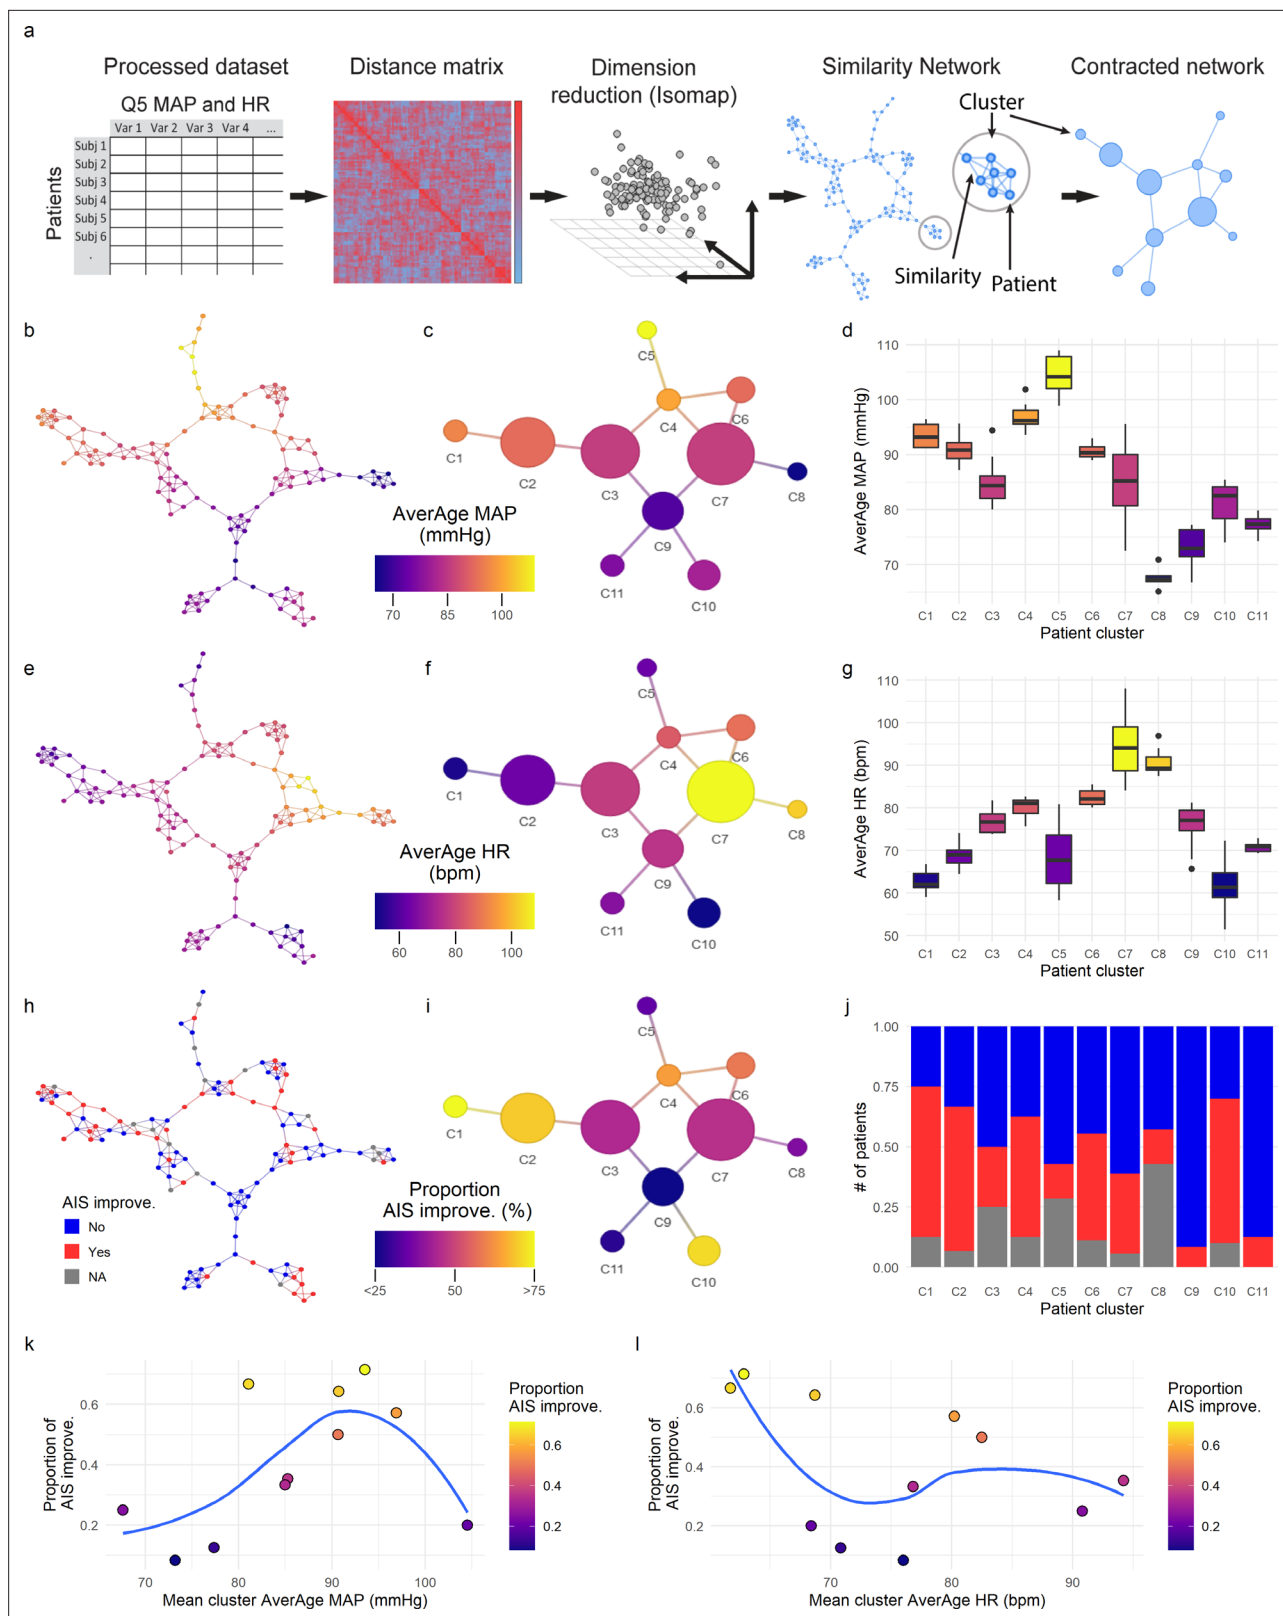 a
Processed dataset
Distance matrix
Dimension
reduction (Isomap)
Similarity Network
Contracted network
Q5 MAP and HR
Var 1 Var 2 Var 3 Var 4 ...
Patients
Subj 1
Subj 2
Subj 3
Subj 4
Subj 5
Subj 6
.
Cluster
Similarity
Patient
b
c
C1
C2
C3
C4
C5
C6
C7
C8
C9
C10
C11
AverAge MAP
(mmHg)
70 85 100
d
AverAge MAP (mmHg)
110
100
90
80
70
C1 C2 C3 C4 C5 C6 C7 C8 C9 C10 C11
Patient cluster
e
f
C1
C2
C3
C4
C5
C6
C7
C8
C9
C10
C11
AverAge HR
(bpm)
60 80 100
g
AverAge HR (bpm)
110
100
90
80
70
60
50
C1 C2 C3 C4 C5 C6 C7 C8 C9 C10 C11
Patient cluster
h
AIS improve.
No
Yes
NA
i
C1
C2
C3
C4
C5
C6
C7
C8
C9
C10
C11
Proportion
AIS improve. (%)
<25 50 >75
j
# of patients
1.00
0.75
0.50
0.25
0.00
C1 C2 C3 C4 C5 C6 C7 C8 C9 C10 C11
Patient cluster
k
Proportion of
AIS improve.
0.6
0.4
0.2
70 80 90 100
Mean cluster AverAge MAP (mmHg)
Proportion
AIS improve.
0.6
0.4
0.2
l
Proportion of
AIS improve.
0.6
0.4
0.2
70 80 90
Mean cluster AverAge HR (bpm)
Proportion
AIS improve.
0.6
0.4
0.2